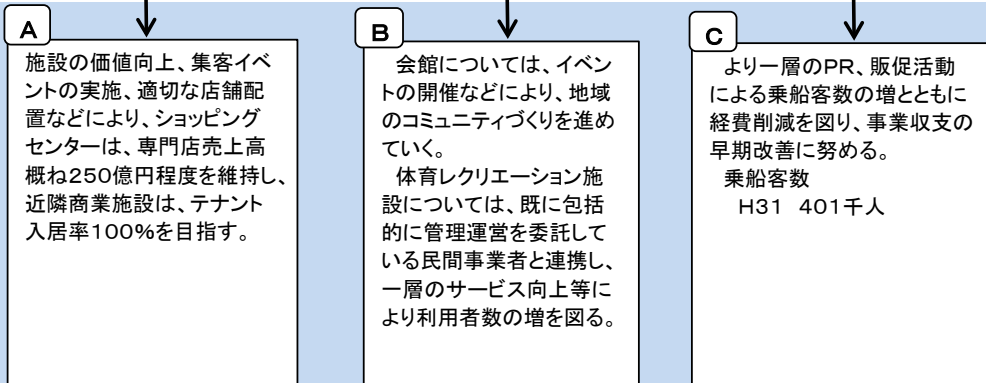 A
施設の価値向上、集客イベ
ントの実施、適切な店舗配
置などにより、ショッピング
センターは、専門店売上高
概ね250億円程度を維持し、
近隣商業施設は、テナント
入居率100%を目指す。
B
会館については、イベン
トの開催などにより、地域
のコミュニティづくりを進め
ていく。
体育レクリエーション施
設については、既に包括
的に管理運営を委託して
いる民間事業者と連携し、
一層のサービス向上等に
より利用者数の増を図る。
C
より一層のPR、販促活動
による乗船客数の増とともに
経費削減を図り、事業収支の
早期改善に努める。
乗船客数
H31 401千人